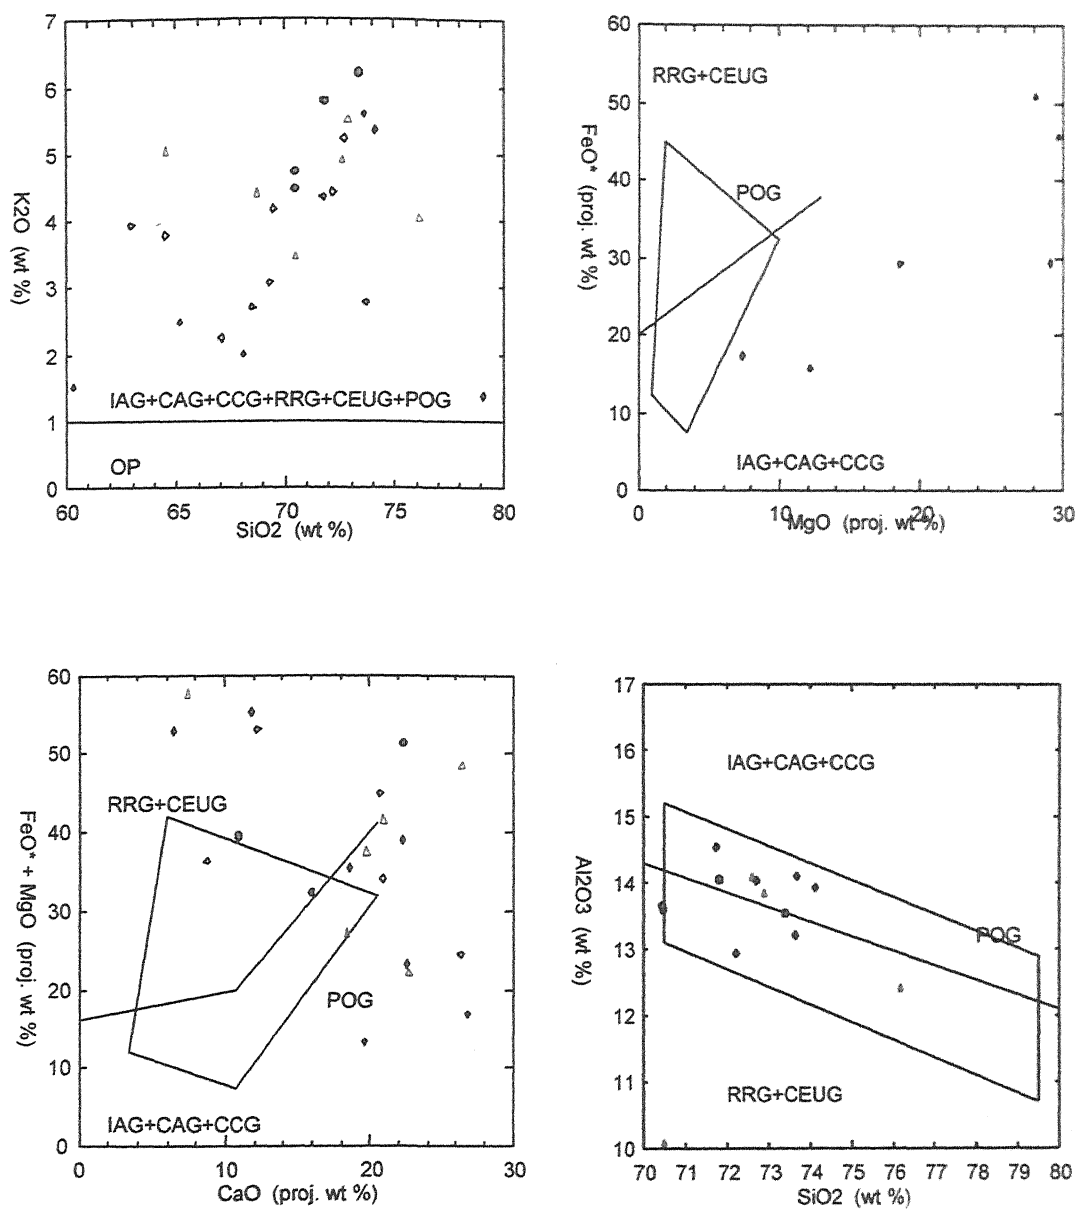 7
6
5
4
3
2
1
0
K2O (wt %)
IAG+CAG+CCG+RRG+CEUG+POG
OP
60 65 70 75 80
SiO2 (wt %)
60
50
40
30
20
10
0
FeO* (proj. wt %)
RRG+CEUG
POG
IAG+CAG+CCG
0 10 20 30
MgO (proj. wt %)
60
50
40
30
20
10
0
FeO* + MgO (proj. wt %)
RRG+CEUG
POG
IAG+CAG+CCG
0 10 20 30
CaO (proj. wt %)
17
16
15
14
13
12
11
10
Al2O3 (wt %)
IAG+CAG+CCG
POG
RRG+CEUG
70 71 72 73 74 75 76 77 78 79 80
SiO2 (wt %)